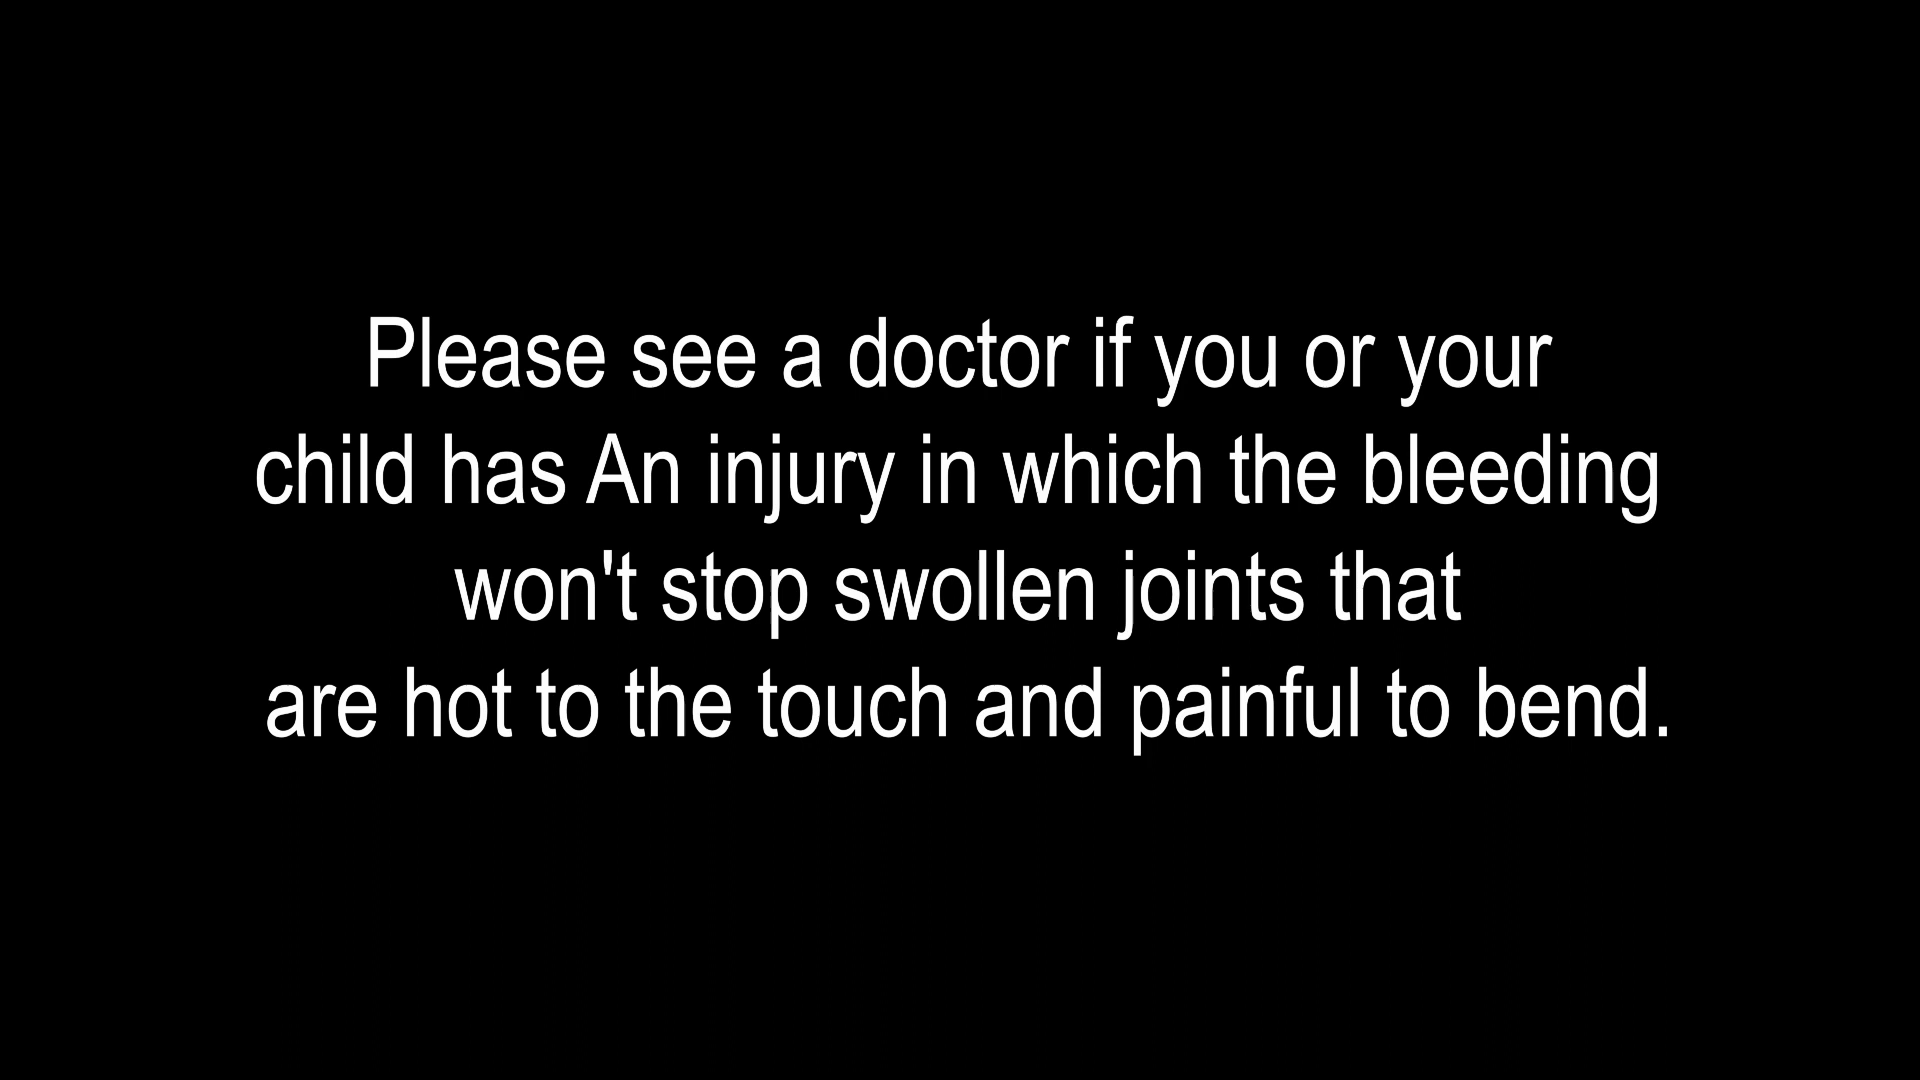 Please see a doctor if you or your
child has An injury in which the bleeding
won't stop swollen joints that
are hot to the touch and painful to bend.